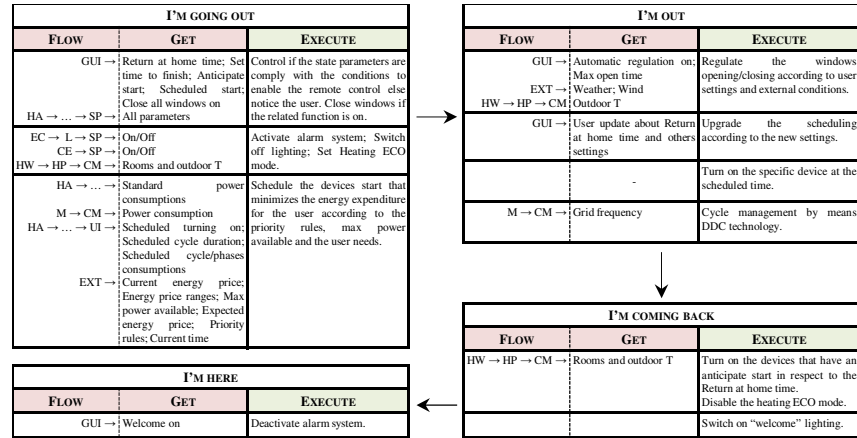 I'M GOING OUT
FLOW GET EXECUTE
GUI → Return at home time; Set
time to finish; Anticipate
start; Scheduled start;
Close all windows on
HA → … → SP → All parameters
Control if the state parameters are
comply with the conditions to
enable the remote control else
notice the user. Close windows if
the related function is on.
EC → L → SP → On/Off
CE → SP → On/Off
HW → HP → CM → Rooms and outdoor T
Activate alarm system; Switch
off lighting; Set Heating ECO
mode.
HA → … → Standard power
consumptions
M → CM → Power consumption
HA → … → UI → Scheduled turning on;
Scheduled cycle duration;
Scheduled cycle/phases
consumptions
EXT → Current energy price;
Energy price ranges; Max
power available; Expected
energy price; Priority
rules; Current time
Schedule the devices start that
minimizes the energy expenditure
for the user according to the
priority rules, max power
available and the user needs.
I'M OUT
FLOW GET EXECUTE
GUI → Automatic regulation on;
Max open time
EXT → Weather; Wind
HW → HP → CM Outdoor T
Regulate the windows
opening/closing according to user
settings and external conditions.
GUI → User update about Return
at home time and others
settings
Upgrade the scheduling
according to the new settings.
-
Turn on the specific device at the
scheduled time.
M → CM → Grid frequency
Cycle management by means
DDC technology.
I'M COMING BACK
FLOW GET EXECUTE
HW → HP → CM → Rooms and outdoor T
Turn on the devices that have an
anticipate start in respect to the
Return at home time.
Disable the heating ECO mode.
Switch on "welcome" lighting.
I'M HERE
FLOW GET EXECUTE
GUI → Welcome on Deactivate alarm system.